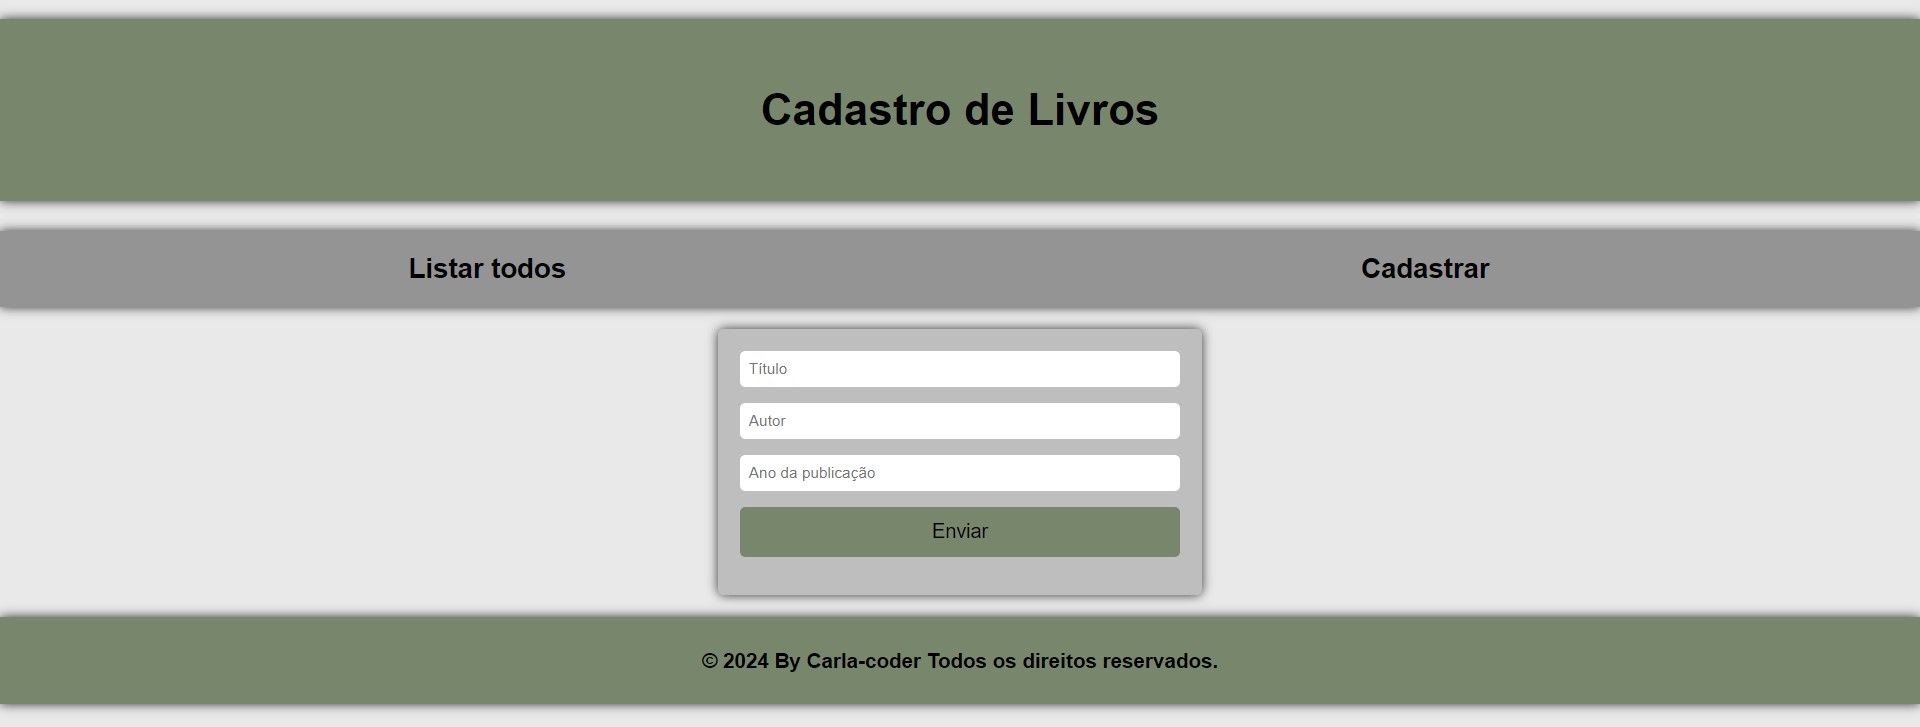 Cadastro de Livros
Listar todos
Cadastrar
Título
Autor
Ano da publicação
Enviar
© 2024 By Carla-coder Todos os direitos reservados.